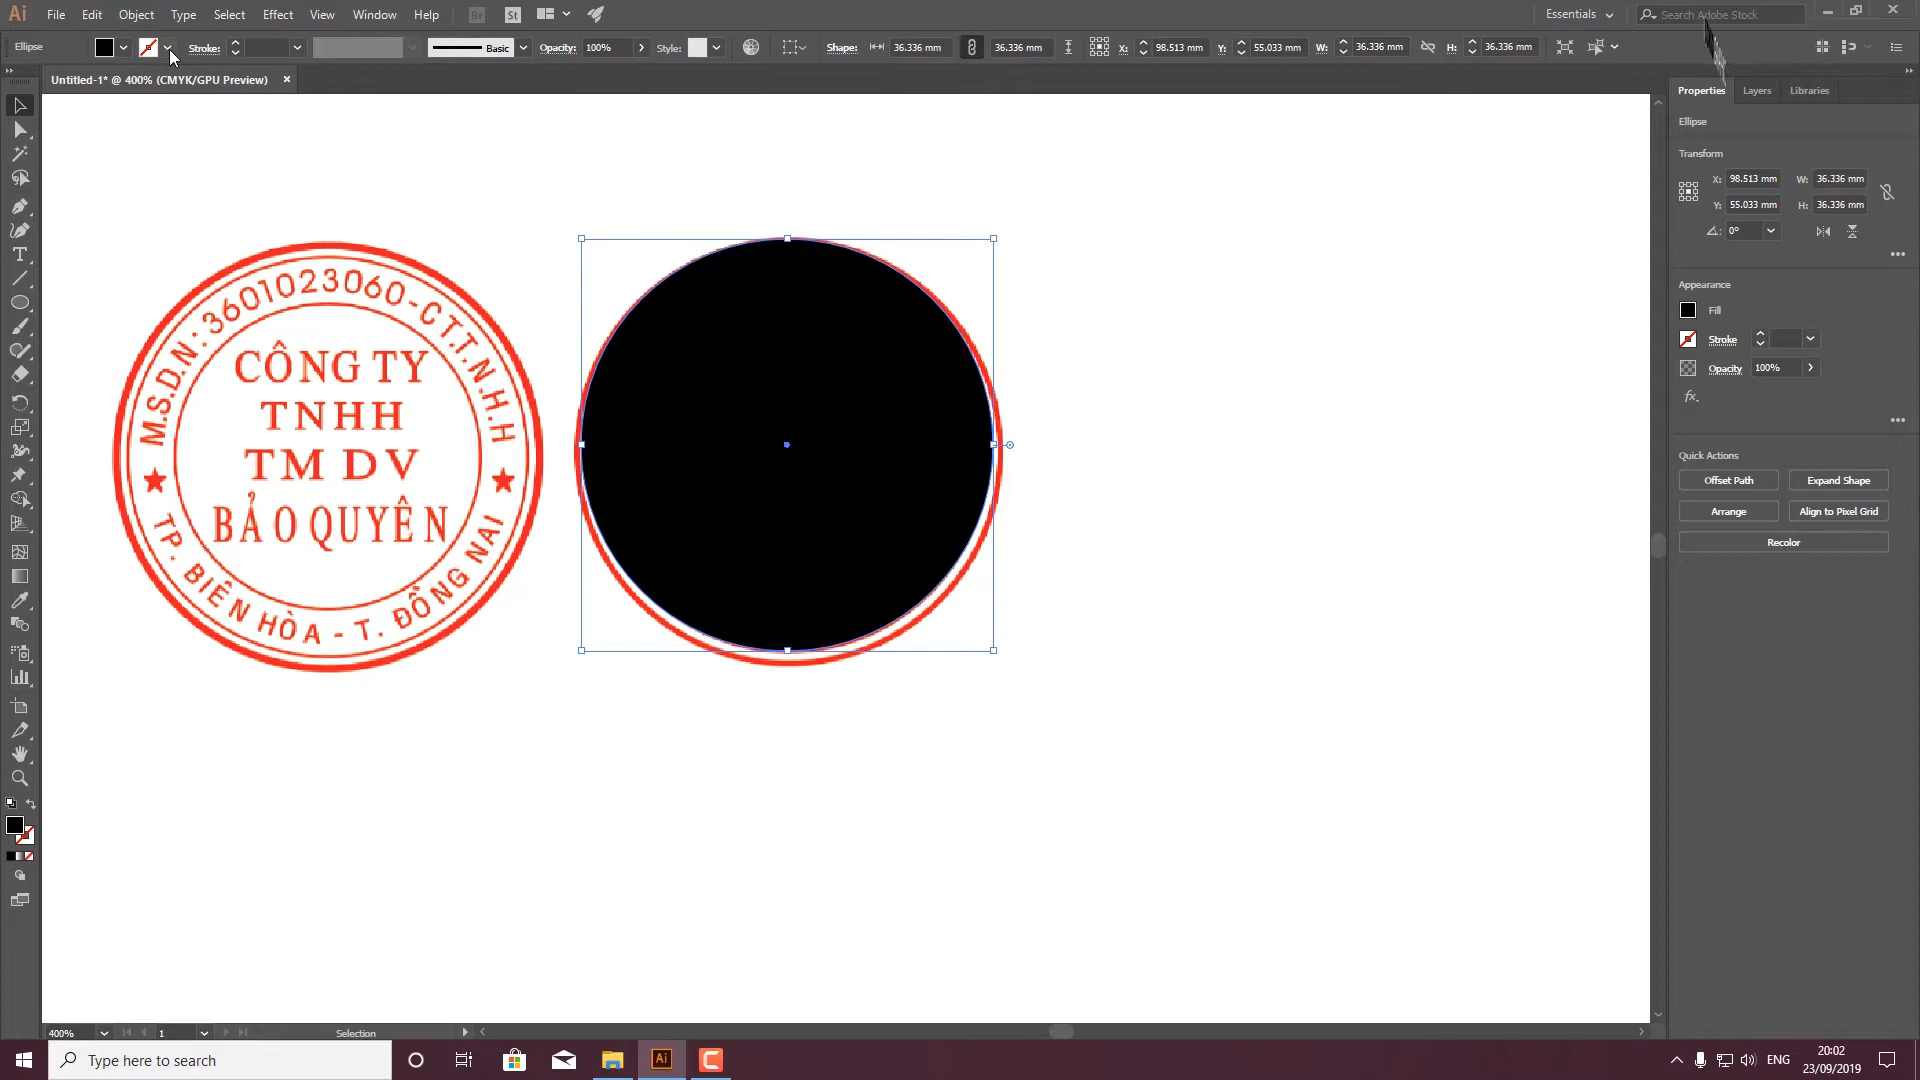 Ai File Edit Object Type Select Effect View Window Help Br St Essentials Search Adobe Stock
Ellipse Stroke: Basic Opacity: 100% Style: Shape: 36.336 mm 36.336 mm X: 98.513 mm Y: 55.033 mm W: 36.336 mm H: 36.336 mm
Untitled-1* @ 400% (CMYK/GPU Preview) ×
Properties Layers Libraries
Ellipse
Transform
X: 98.513 mm W: 36.336 mm
Y: 55.033 mm H: 36.336 mm
0°
Appearance
Fill
Stroke
Opacity 100%
fx.
Quick Actions
Offset Path Expand Shape
Arrange Align to Pixel Grid
Recolor
M.S.D.N: 3601023060-C.T.T.N.H.H
CÔNG TY
TNHH
TM DV
BẢO QUYÊN
TP. BIÊN HÒA - T. ĐỒNG NAI
400% 1 Selection
Type here to search Ai C ENG 20:02
23/09/2019